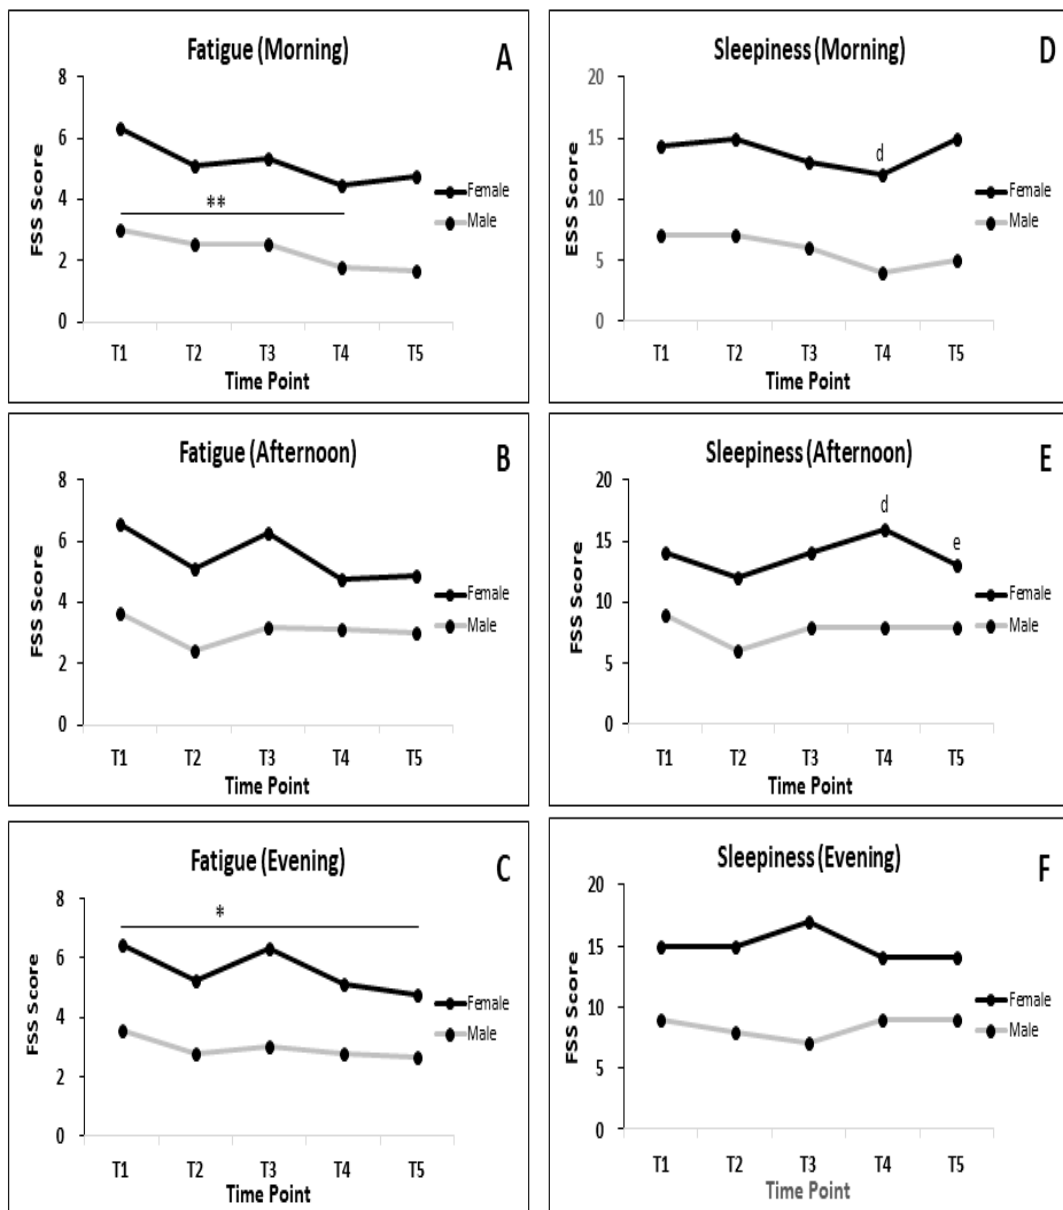 Fatigue (Morning)
A
8
6
4
2
0
FSS Score
**
Female
Male
T1 T2 T3 T4 T5
Time Point
Sleepiness (Morning)
D
20
15
10
5
0
ESS Score
d
Female
Male
T1 T2 T3 T4 T5
Time Point
Fatigue (Afternoon)
B
8
6
4
2
0
FSS Score
Female
Male
T1 T2 T3 T4 T5
Time Point
Sleepiness (Afternoon)
E
20
15
10
5
0
FSS Score
d
e
Female
Male
T1 T2 T3 T4 T5
Time Point
Fatigue (Evening)
C
8
6
4
2
0
FSS Score
*
Female
Male
T1 T2 T3 T4 T5
Time Point
Sleepiness (Evening)
F
20
15
10
5
0
FSS Score
Female
Male
T1 T2 T3 T4 T5
Time Point